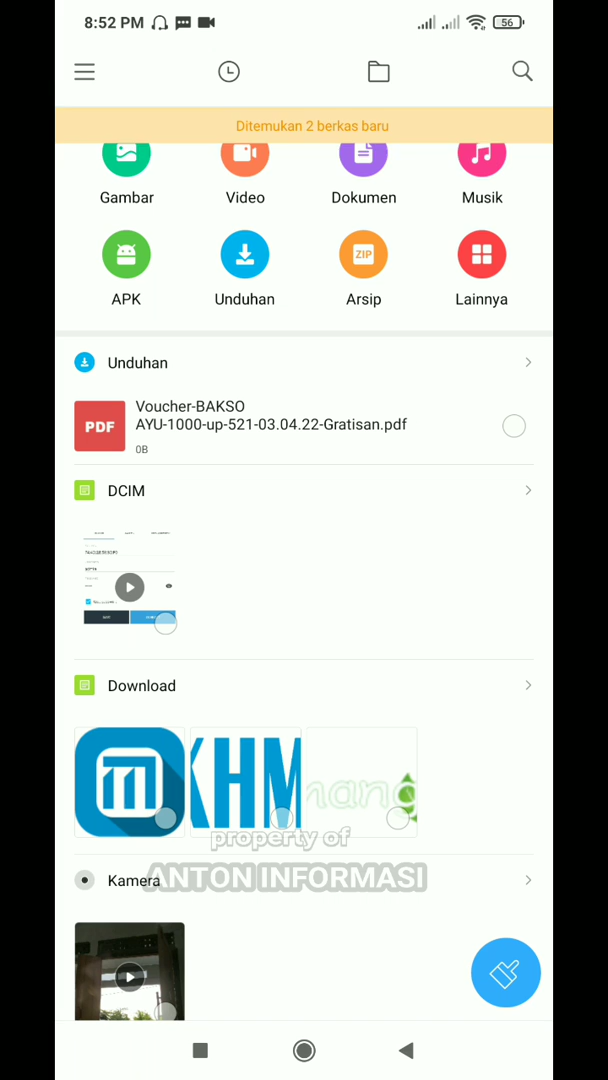 8:52 PM
56
Ditemukan 2 berkas baru
Gambar
Video
Dokumen
Musik
APK
ZIP
Unduhan
Arsip
Lainnya
Unduhan
PDF
Voucher-BAKSO
AYU-1000-up-521-03.04.22-Gratisan.pdf
0B
DCIM
Download
KHM
nang
property of
ANTON INFORMASI
Kamera